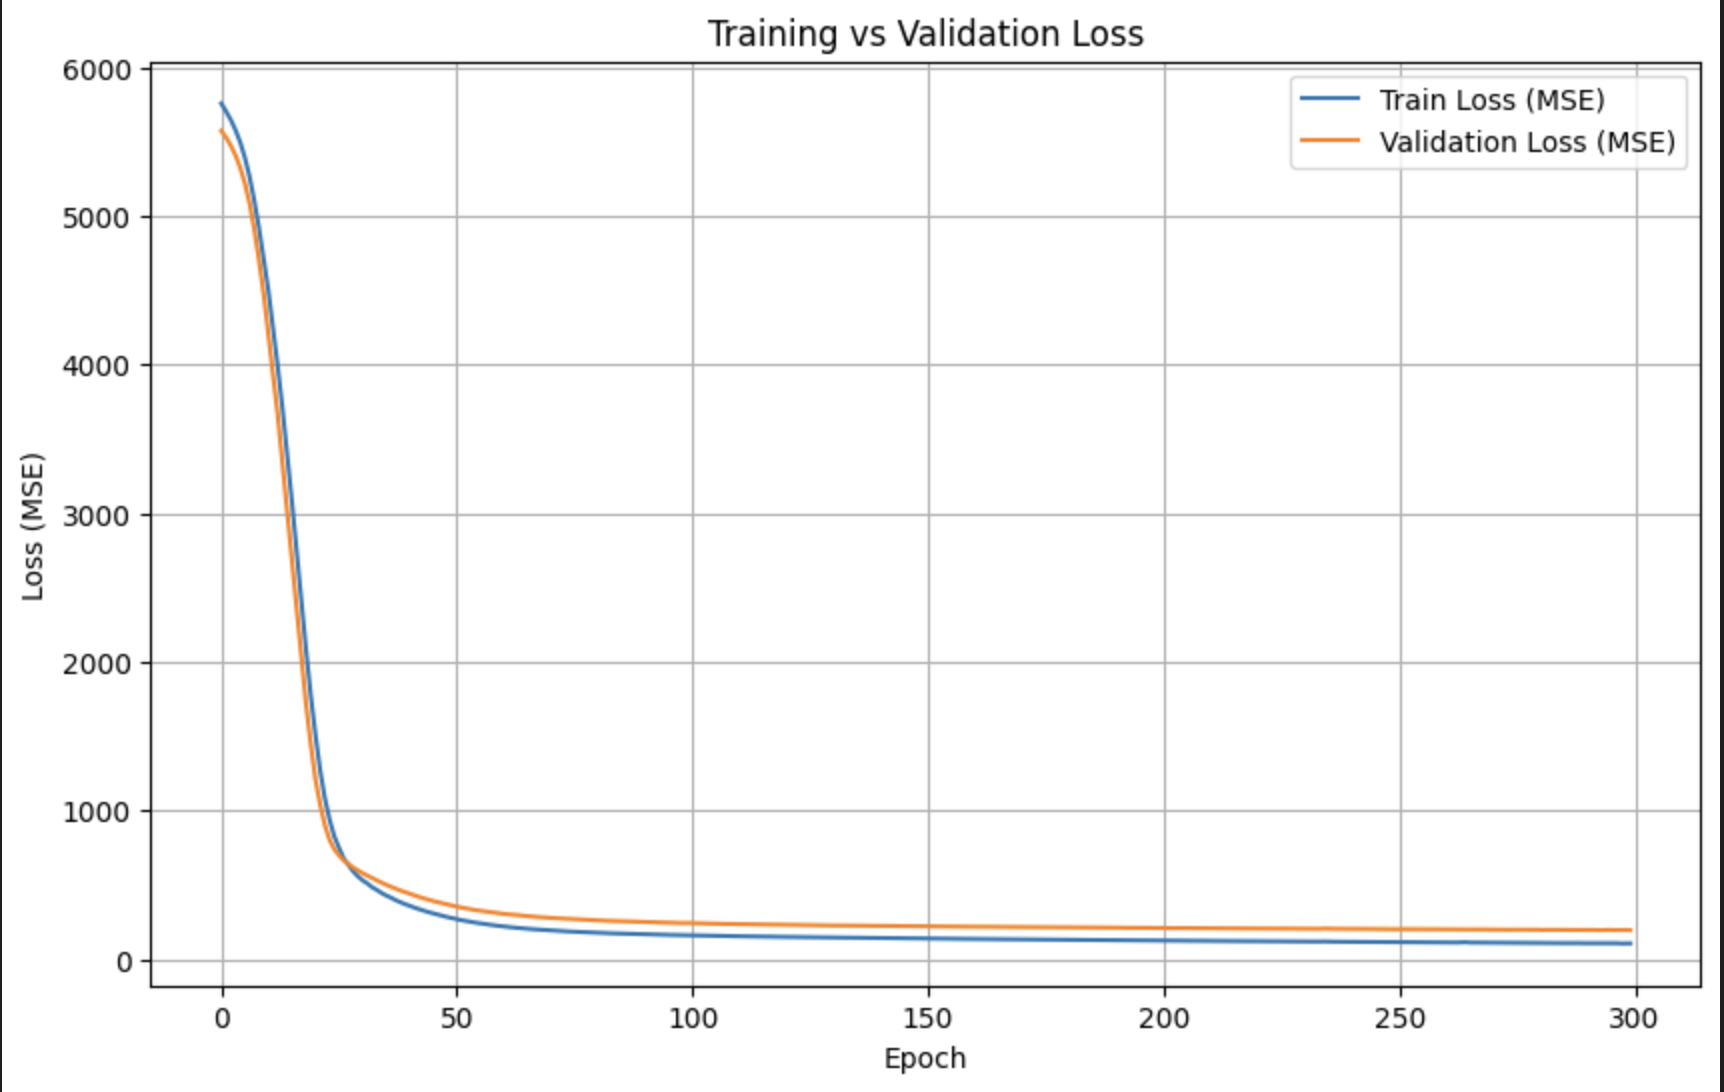 Training vs Validation Loss
Train Loss (MSE)
Validation Loss (MSE)
6000
5000
4000
3000
2000
1000
0
Loss (MSE)
0 50 100 150 200 250 300
Epoch